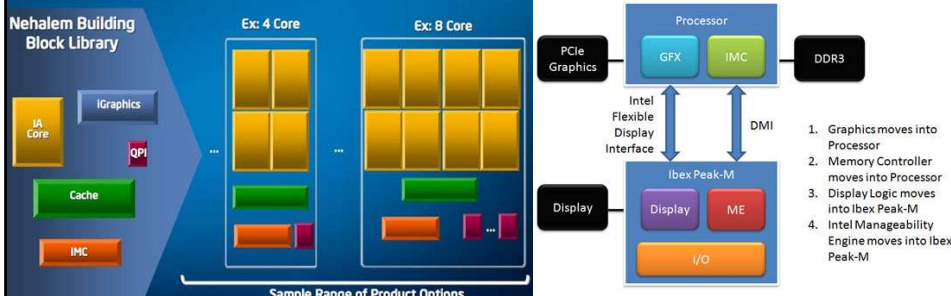 Nehalem Building
Block Library
IA
Core
iGraphics
QPI
Cache
IMC
Ex: 4 Core
...
Ex: 8 Core
...
...
Sample Range of Product Options
Processor
PCIe
Graphics
GFX
IMC
DDR3
Intel
Flexible
Display
Interface
DMI
Ibex Peak-M
Display
Display
ME
I/O
1. Graphics moves into
Processor
2. Memory Controller
moves into Processor
3. Display Logic moves
into Ibex Peak-M
4. Intel Manageability
Engine moves into Ibex
Peak-M